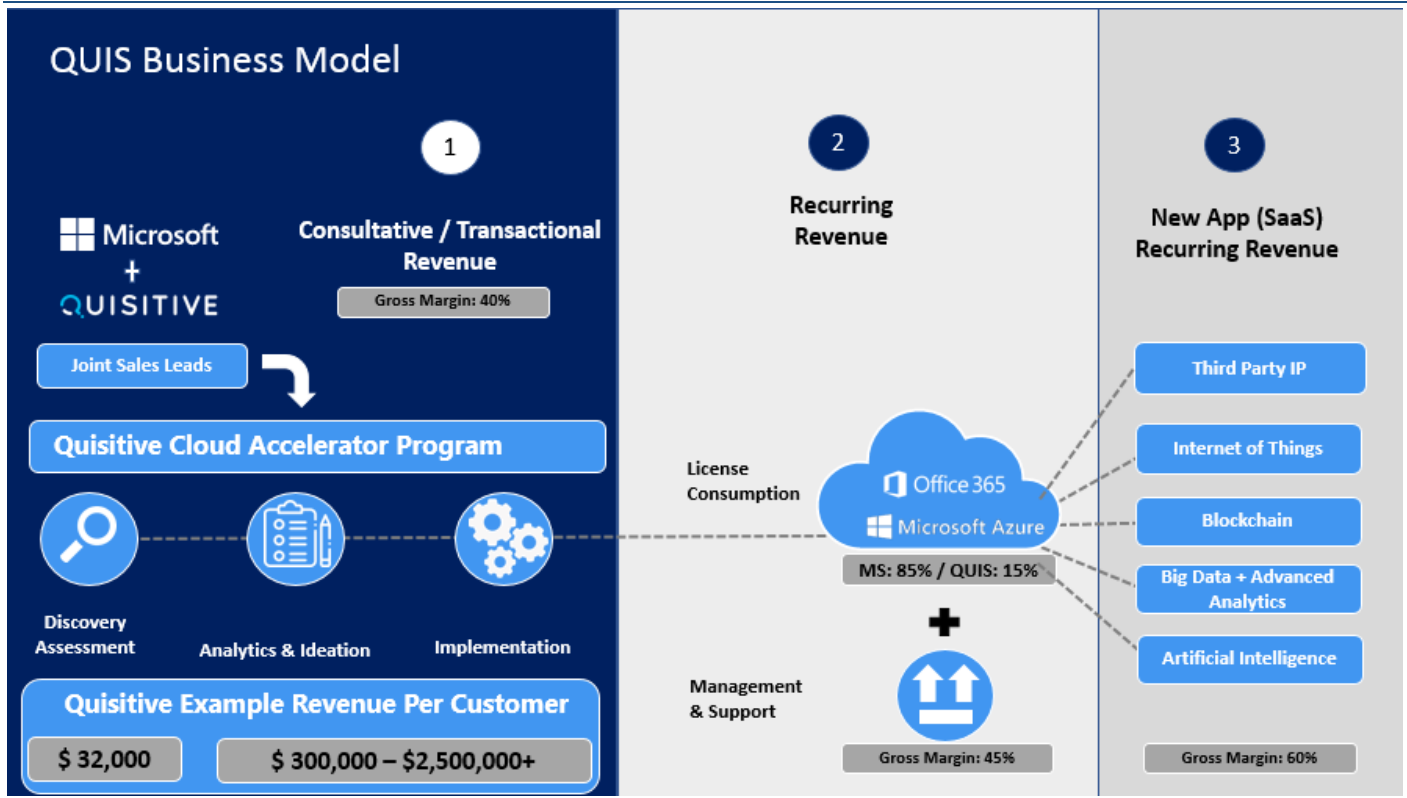 QUIS Business Model
1
Microsoft
+
QUISITIVE
Consultative / Transactional
Revenue
Gross Margin: 40%
Joint Sales Leads
Quisitive Cloud Accelerator Program
Discovery
Assessment
Analytics & Ideation
Implementation
Quisitive Example Revenue Per Customer
$ 32,000
$ 300,000 – $2,500,000+
2
Recurring
Revenue
License
Consumption
Office 365
Microsoft Azure
MS: 85% / QUIS: 15%
Management
& Support
Gross Margin: 45%
3
New App (SaaS)
Recurring Revenue
Third Party IP
Internet of Things
Blockchain
Big Data + Advanced
Analytics
Artificial Intelligence
Gross Margin: 60%